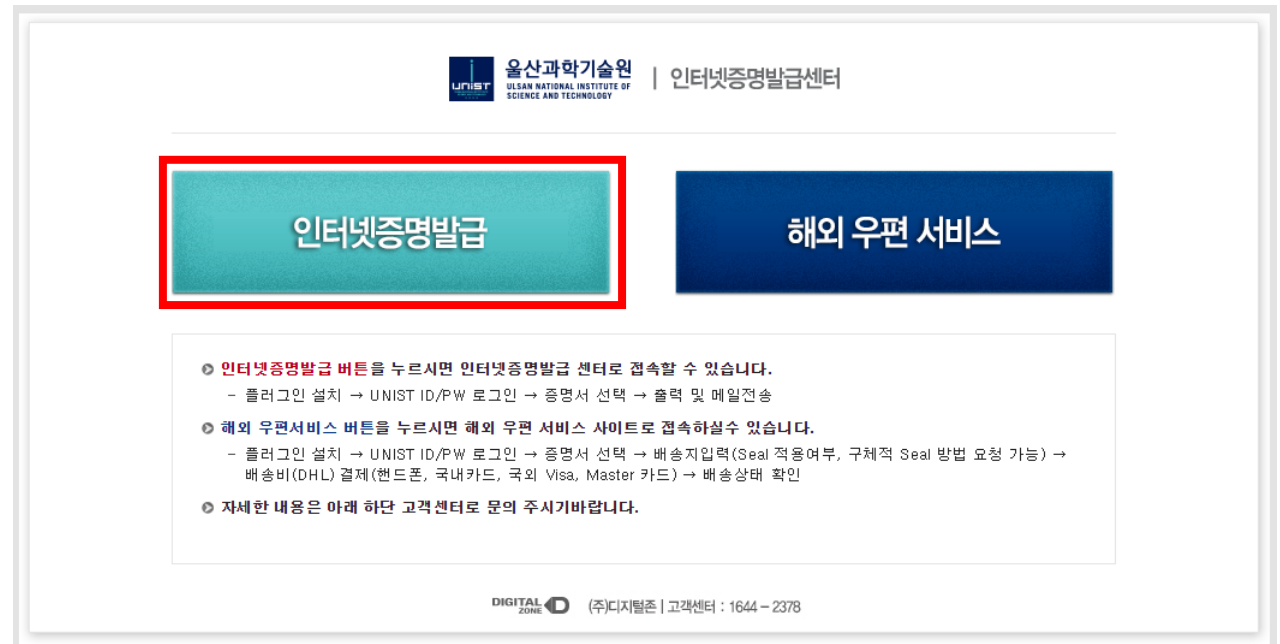 UNIST
울산과학기술원
ULSAN NATIONAL INSTITUTE OF
SCIENCE AND TECHNOLOGY
| 인터넷증명발급센터
인터넷증명발급
해외 우편 서비스
인터넷증명발급 버튼을 누르시면 인터넷증명발급 센터로 접속할 수 있습니다.
- 플러그인 설치 → UNIST ID/PW 로그인 → 증명서 선택 → 출력 및 메일전송
해외 우편서비스 버튼을 누르시면 해외 우편 서비스 사이트로 접속하실수 있습니다.
- 플러그인 설치 → UNIST ID/PW 로그인 → 증명서 선택 → 배송지입력(Seal 적용여부, 구체적 Seal 방법 요청 가능) →
배송비(DHL) 결제(핸드폰, 국내카드, 국외 Visa, Master 카드) → 배송상태 확인
자세한 내용은 아래 하단 고객센터로 문의 주시기바랍니다.
DIGITAL
ZONE
(주)디지털존 | 고객센터 : 1644 - 2378